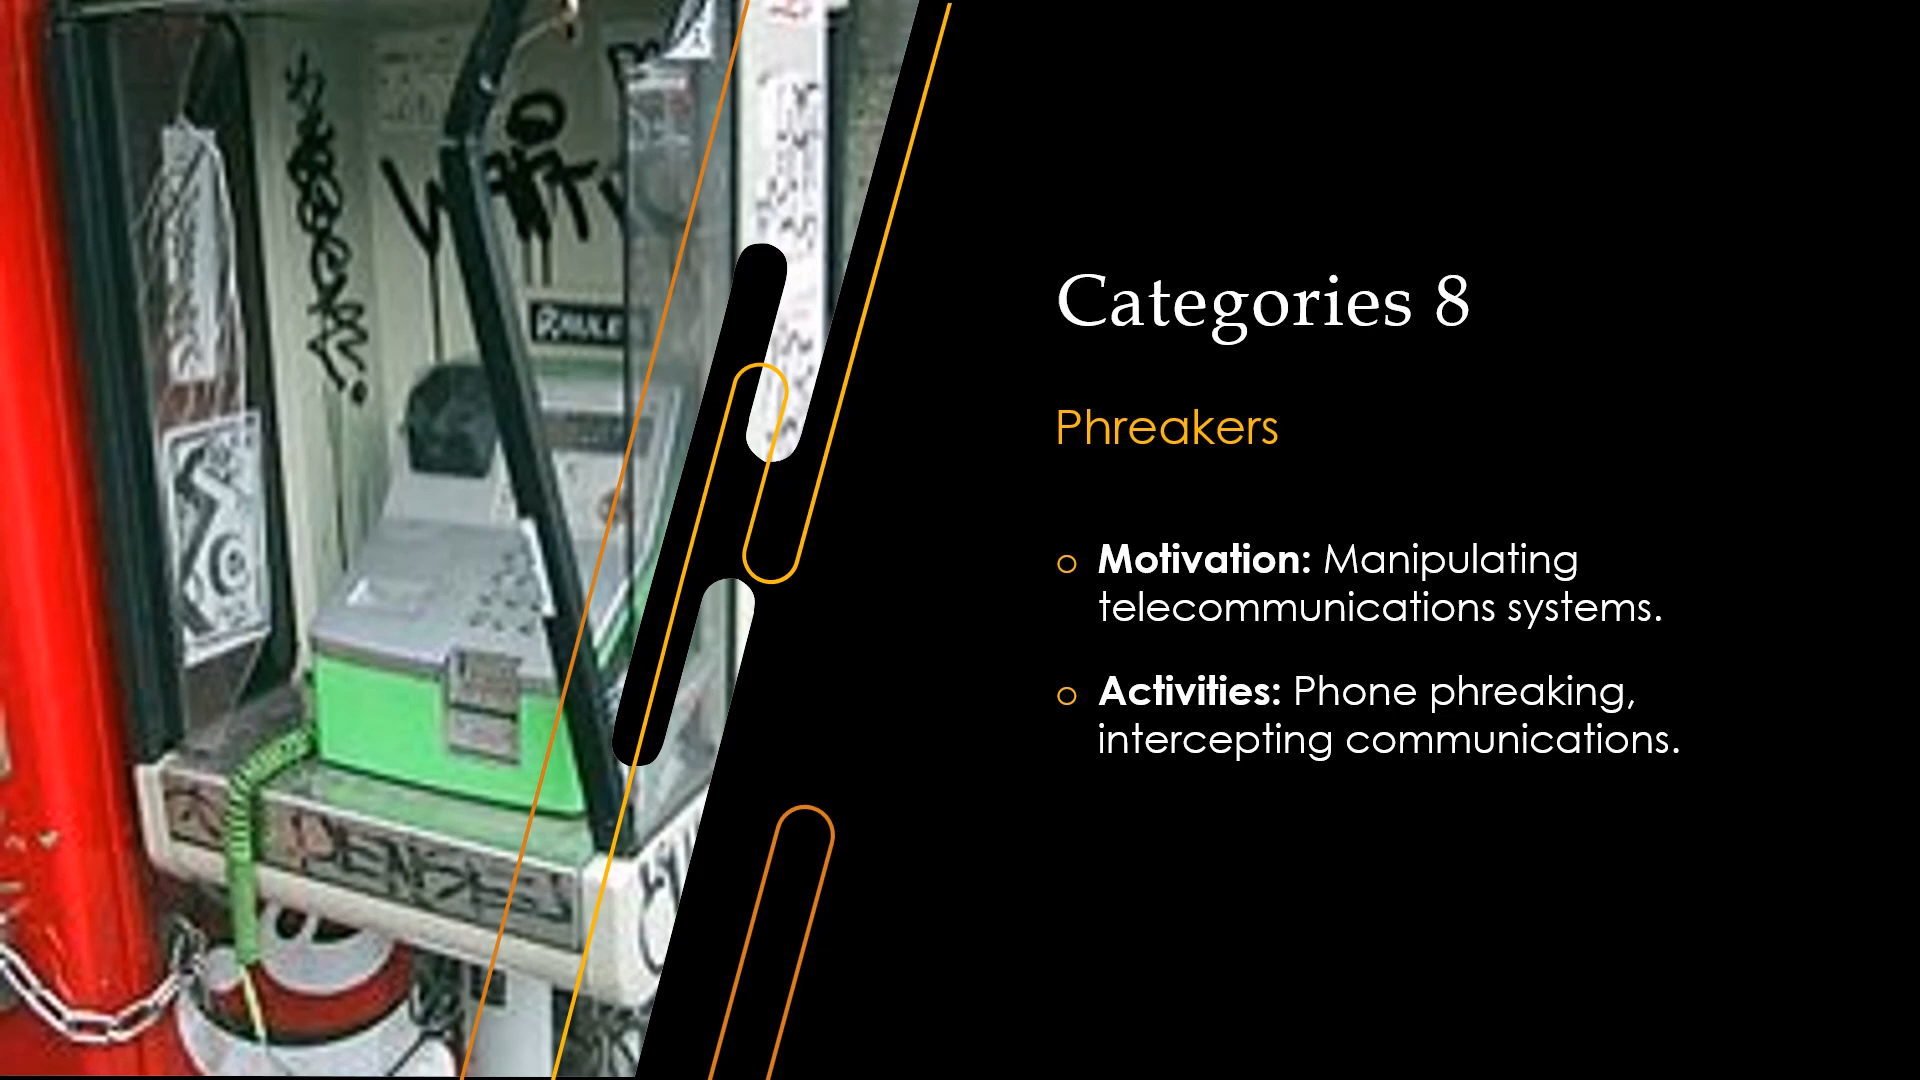 Categories 8
Phreakers
Motivation: Manipulating
telecommunications systems.
Activities: Phone phreaking,
intercepting communications.